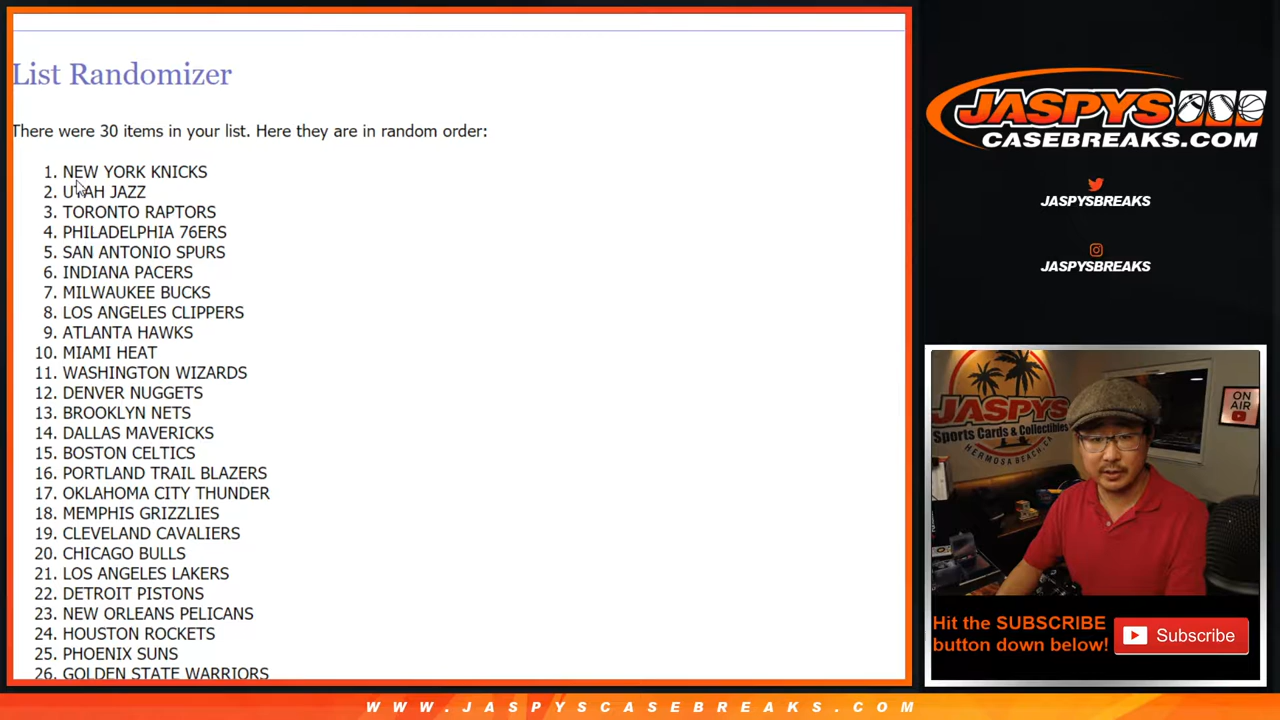 List Randomizer
There were 30 items in your list. Here they are in random order:
1. NEW YORK KNICKS
2. UTAH JAZZ
3. TORONTO RAPTORS
4. PHILADELPHIA 76ERS
5. SAN ANTONIO SPURS
6. INDIANA PACERS
7. MILWAUKEE BUCKS
8. LOS ANGELES CLIPPERS
9. ATLANTA HAWKS
10. MIAMI HEAT
11. WASHINGTON WIZARDS
12. DENVER NUGGETS
13. BROOKLYN NETS
14. DALLAS MAVERICKS
15. BOSTON CELTICS
16. PORTLAND TRAIL BLAZERS
17. OKLAHOMA CITY THUNDER
18. MEMPHIS GRIZZLIES
19. CLEVELAND CAVALIERS
20. CHICAGO BULLS
21. LOS ANGELES LAKERS
22. DETROIT PISTONS
23. NEW ORLEANS PELICANS
24. HOUSTON ROCKETS
25. PHOENIX SUNS
26. GOLDEN STATE WARRIORS
JASPYS
CASEBREAKS.COM
JASPYSBREAKS
JASPYSBREAKS
JASPYS
Sports Cards & Collectibles
HERMOSA BEACH, CA
ON AIR
Hit the SUBSCRIBE
button down below!
Subscribe
WWW.JASPYSCASEBREAKS.COM